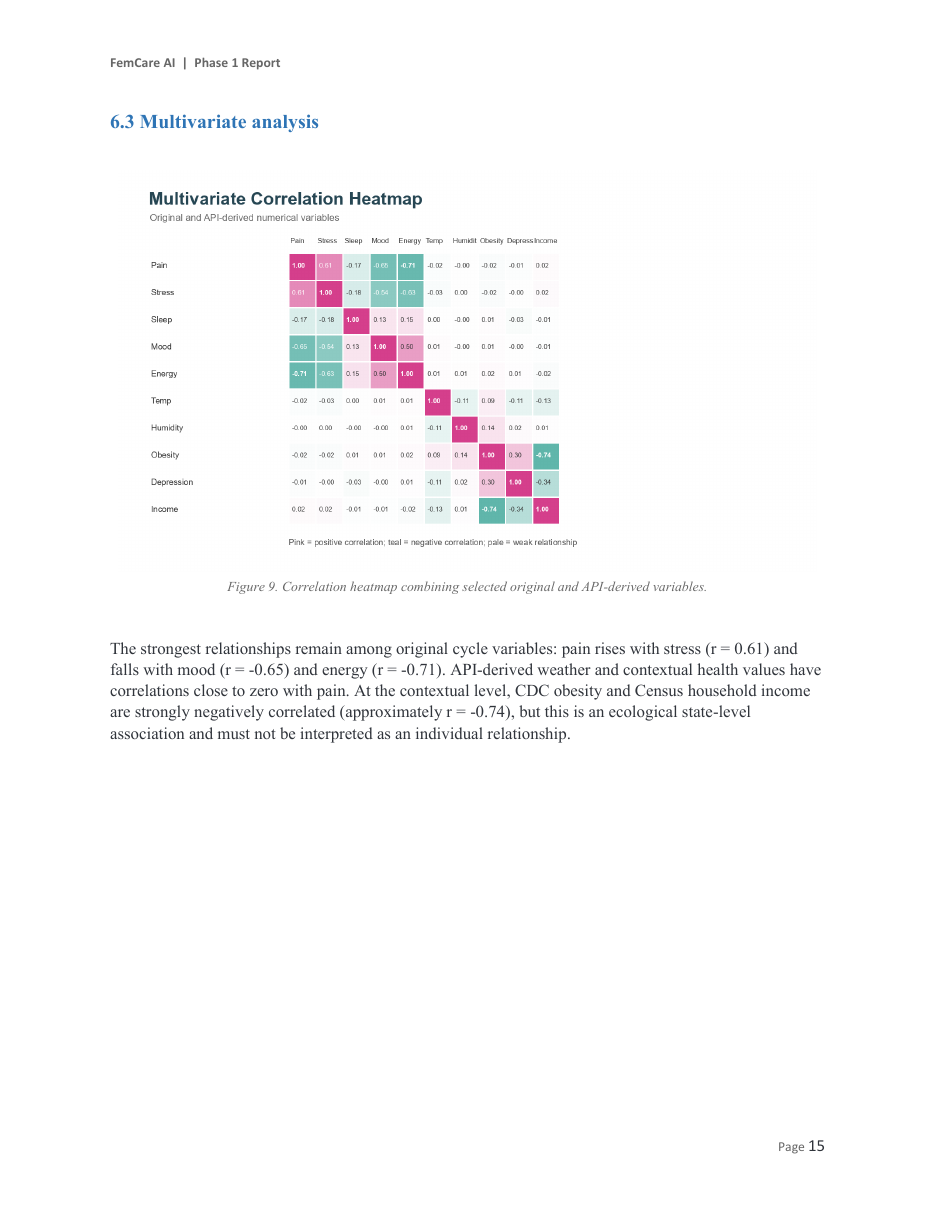 FemCare AI | Phase 1 Report
6.3 Multivariate analysis
Multivariate Correlation Heatmap
Original and API-derived numerical variables
Pain Stress Sleep Mood Energy Temp Humidit Obesity Depress Income
Pain 1.00 0.61 -0.17 -0.65 -0.71 -0.02 -0.00 -0.02 -0.01 0.02
Stress 0.61 1.00 -0.18 -0.54 -0.63 -0.03 0.00 -0.02 -0.00 0.02
Sleep -0.17 -0.18 1.00 0.13 0.15 0.00 -0.00 0.01 -0.03 -0.01
Mood -0.65 -0.54 0.13 1.00 0.50 0.01 -0.00 0.01 -0.00 -0.01
Energy -0.71 -0.63 0.15 0.50 1.00 0.01 0.01 0.02 0.01 -0.02
Temp -0.02 -0.03 0.00 0.01 0.01 1.00 -0.11 0.09 -0.11 -0.13
Humidity -0.00 0.00 -0.00 -0.00 0.01 -0.11 1.00 0.14 0.02 0.01
Obesity -0.02 -0.02 0.01 0.01 0.02 0.09 0.14 1.00 0.30 -0.74
Depression -0.01 -0.00 -0.03 -0.00 0.01 -0.11 0.02 0.30 1.00 -0.34
Income 0.02 0.02 -0.01 -0.01 -0.02 -0.13 0.01 -0.74 -0.34 1.00
Pink = positive correlation; teal = negative correlation; pale = weak relationship
Figure 9. Correlation heatmap combining selected original and API-derived variables.
The strongest relationships remain among original cycle variables: pain rises with stress (r = 0.61) and
falls with mood (r = -0.65) and energy (r = -0.71). API-derived weather and contextual health values have
correlations close to zero with pain. At the contextual level, CDC obesity and Census household income
are strongly negatively correlated (approximately r = -0.74), but this is an ecological state-level
association and must not be interpreted as an individual relationship.
Page 15